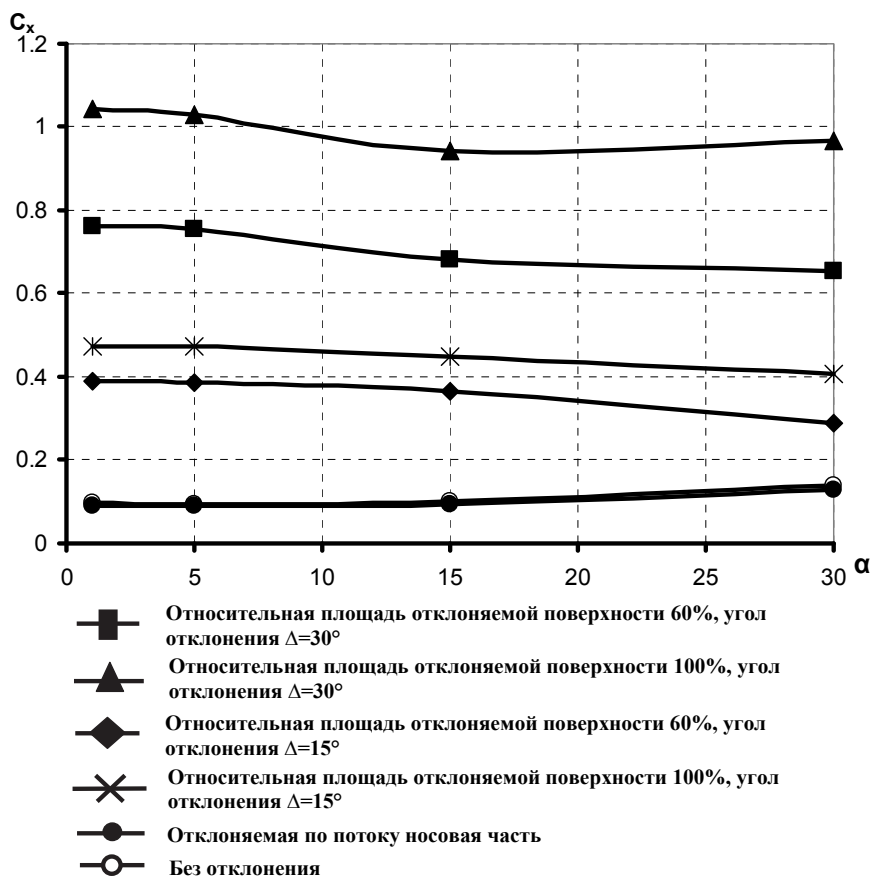 Cₓ
1.2
1
0.8
0.6
0.4
0.2
0
0 5 10 15 20 25 30 α
Относительная площадь отклоняемой поверхности 60%, угол
отклонения Δ=30°
Относительная площадь отклоняемой поверхности 100%, угол
отклонения Δ=30°
Относительная площадь отклоняемой поверхности 60%, угол
отклонения Δ=15°
Относительная площадь отклоняемой поверхности 100%, угол
отклонения Δ=15°
Отклоняемая по потоку носовая часть
Без отклонения